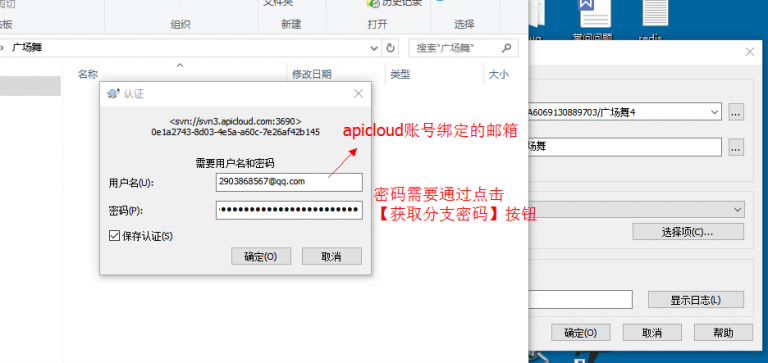 文件夹
历史记录
组织
新建
打开
选择
广场舞
搜索"广场舞"
名称
修改日期
类型
大小
认证
<svn://svn3.apicloud.com:3690>
0e1a2743-8d03-4e5a-a60c-7e26af42b145
需要用户名和密码
用户名(U):
2903868567@qq.com
密码(P):
保存认证(S)
确定(O)
取消
apicloud账号绑定的邮箱
密码需要通过点击
【获取分支密码】按钮
常问问题
redis
A6069130889703/广场舞4
...
场舞
...
选择项(C)...
显示日志(L)
确定(O)
取消
帮助